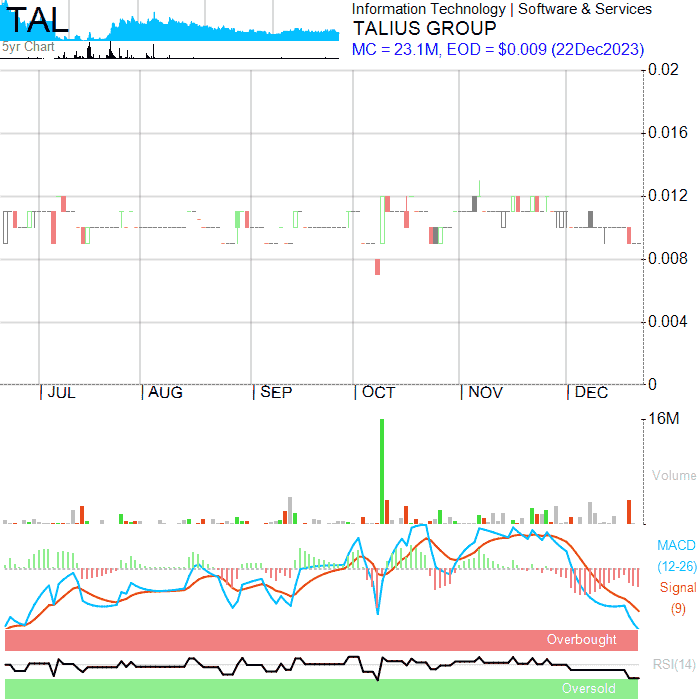 TAL
5yr Chart
Information Technology | Software & Services
TALIUS GROUP
MC = 23.1M, EOD = $0.009 (22Dec2023)
0.02
0.016
0.012
0.008
0.004
0
JUL AUG SEP OCT NOV DEC
16M
Volume
MACD
(12-26)
Signal
(9)
Overbought
RSI(14)
Oversold